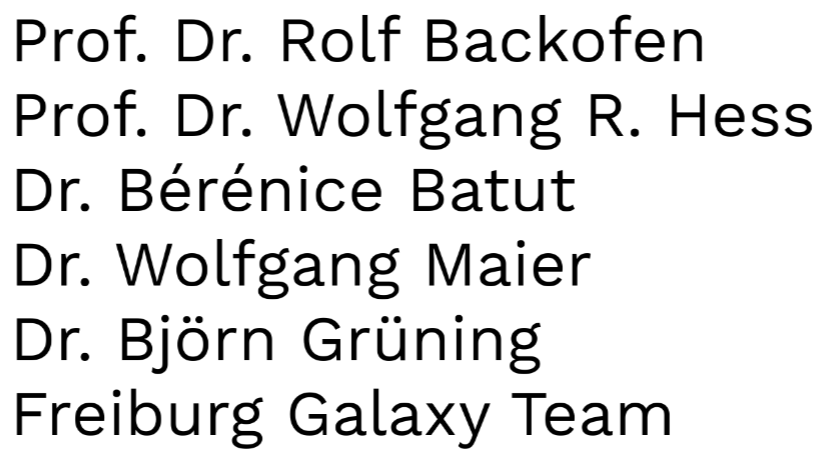 Prof. Dr. Rolf Backofen
Prof. Dr. Wolfgang R. Hess
Dr. Bérénice Batut
Dr. Wolfgang Maier
Dr. Björn Grüning
Freiburg Galaxy Team